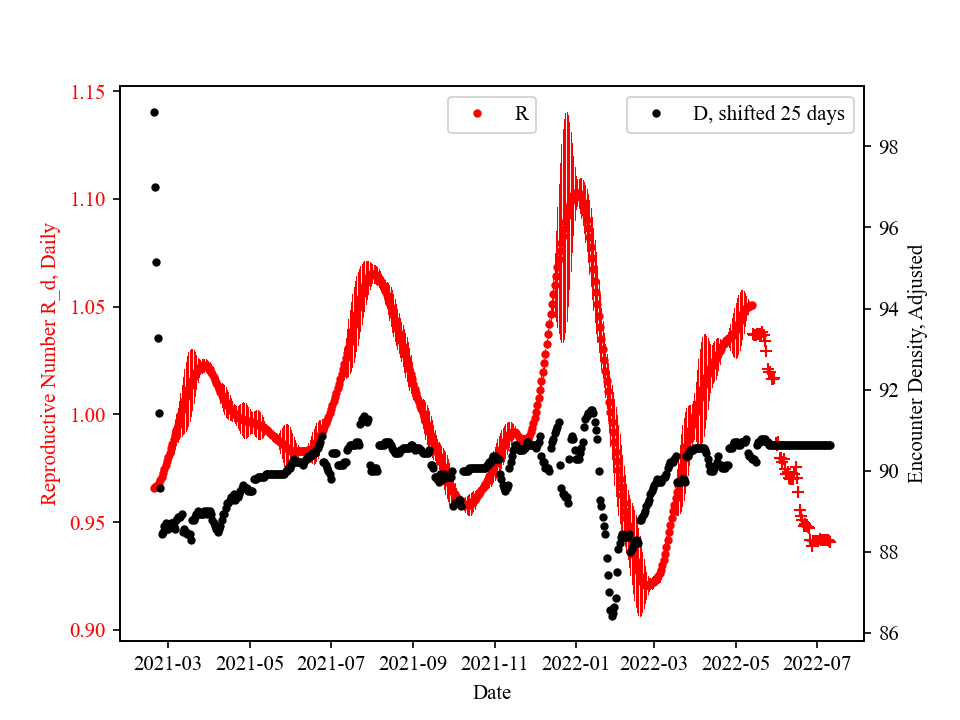 R
D, shifted 25 days
Reproductive Number R_d, Daily
1.15
1.10
1.05
1.00
0.95
0.90
98
96
94
92
90
88
86
Encounter Density, Adjusted
2021-03 2021-05 2021-07 2021-09 2021-11 2022-01 2022-03 2022-05 2022-07
Date